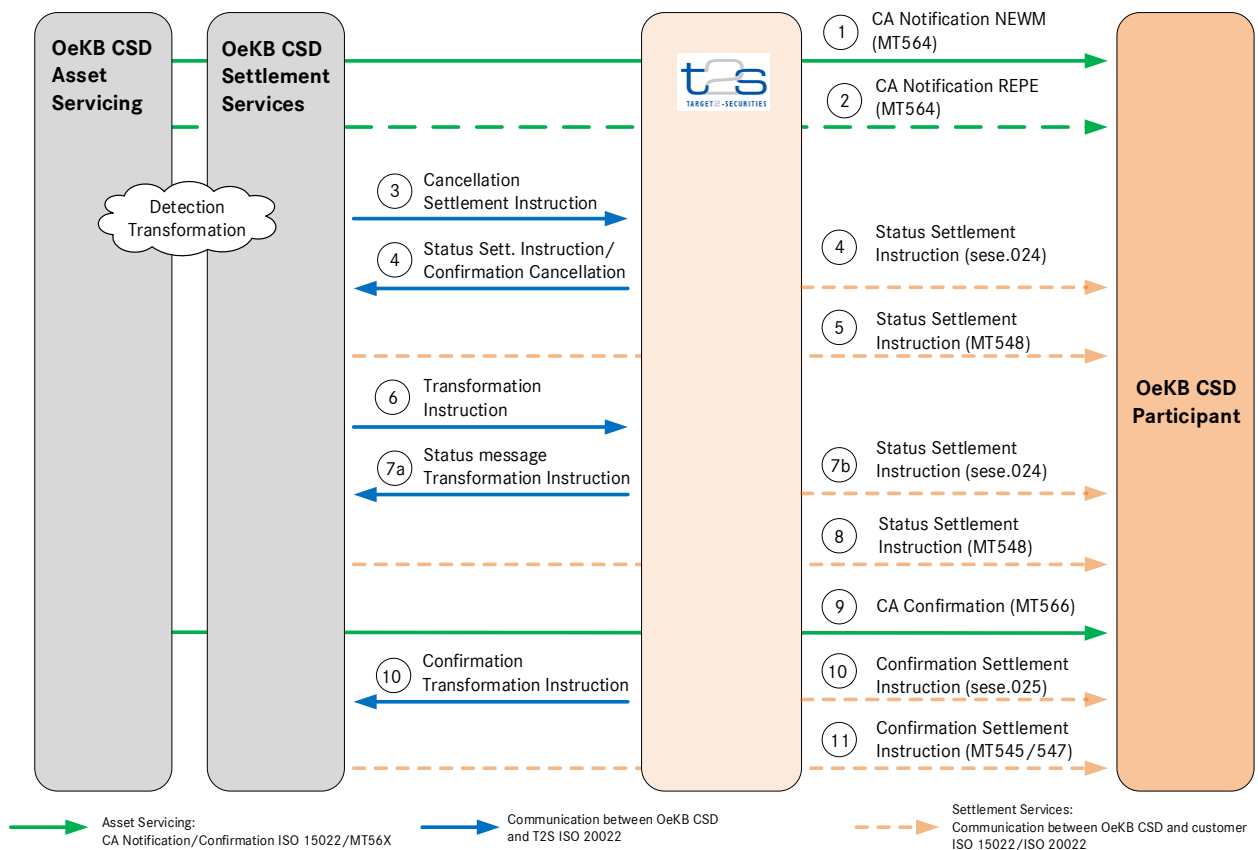 OeKB CSD
Asset
Servicing
OeKB CSD
Settlement
Services
t2s
TARGET2-SECURITIES
1
CA Notification NEWM
(MT564)
2
CA Notification REPE
(MT564)
Detection
Transformation
3
Cancellation
Settlement Instruction
4
Status Sett. Instruction/
Confirmation Cancellation
4
Status Settlement
Instruction (sese.024)
5
Status Settlement
Instruction (MT548)
6
Transformation
Instruction
7a
Status message
Transformation Instruction
7b
Status Settlement
Instruction (sese.024)
8
Status Settlement
Instruction (MT548)
9
CA Confirmation (MT566)
10
Confirmation
Transformation Instruction
10
Confirmation Settlement
Instruction (sese.025)
11
Confirmation Settlement
Instruction (MT545/547)
OeKB CSD
Participant
Asset Servicing:
CA Notification/Confirmation ISO 15022/MT56X
Communication between OeKB CSD
and T2S ISO 20022
Settlement Services:
Communication between OeKB CSD and customer
ISO 15022/ISO 20022